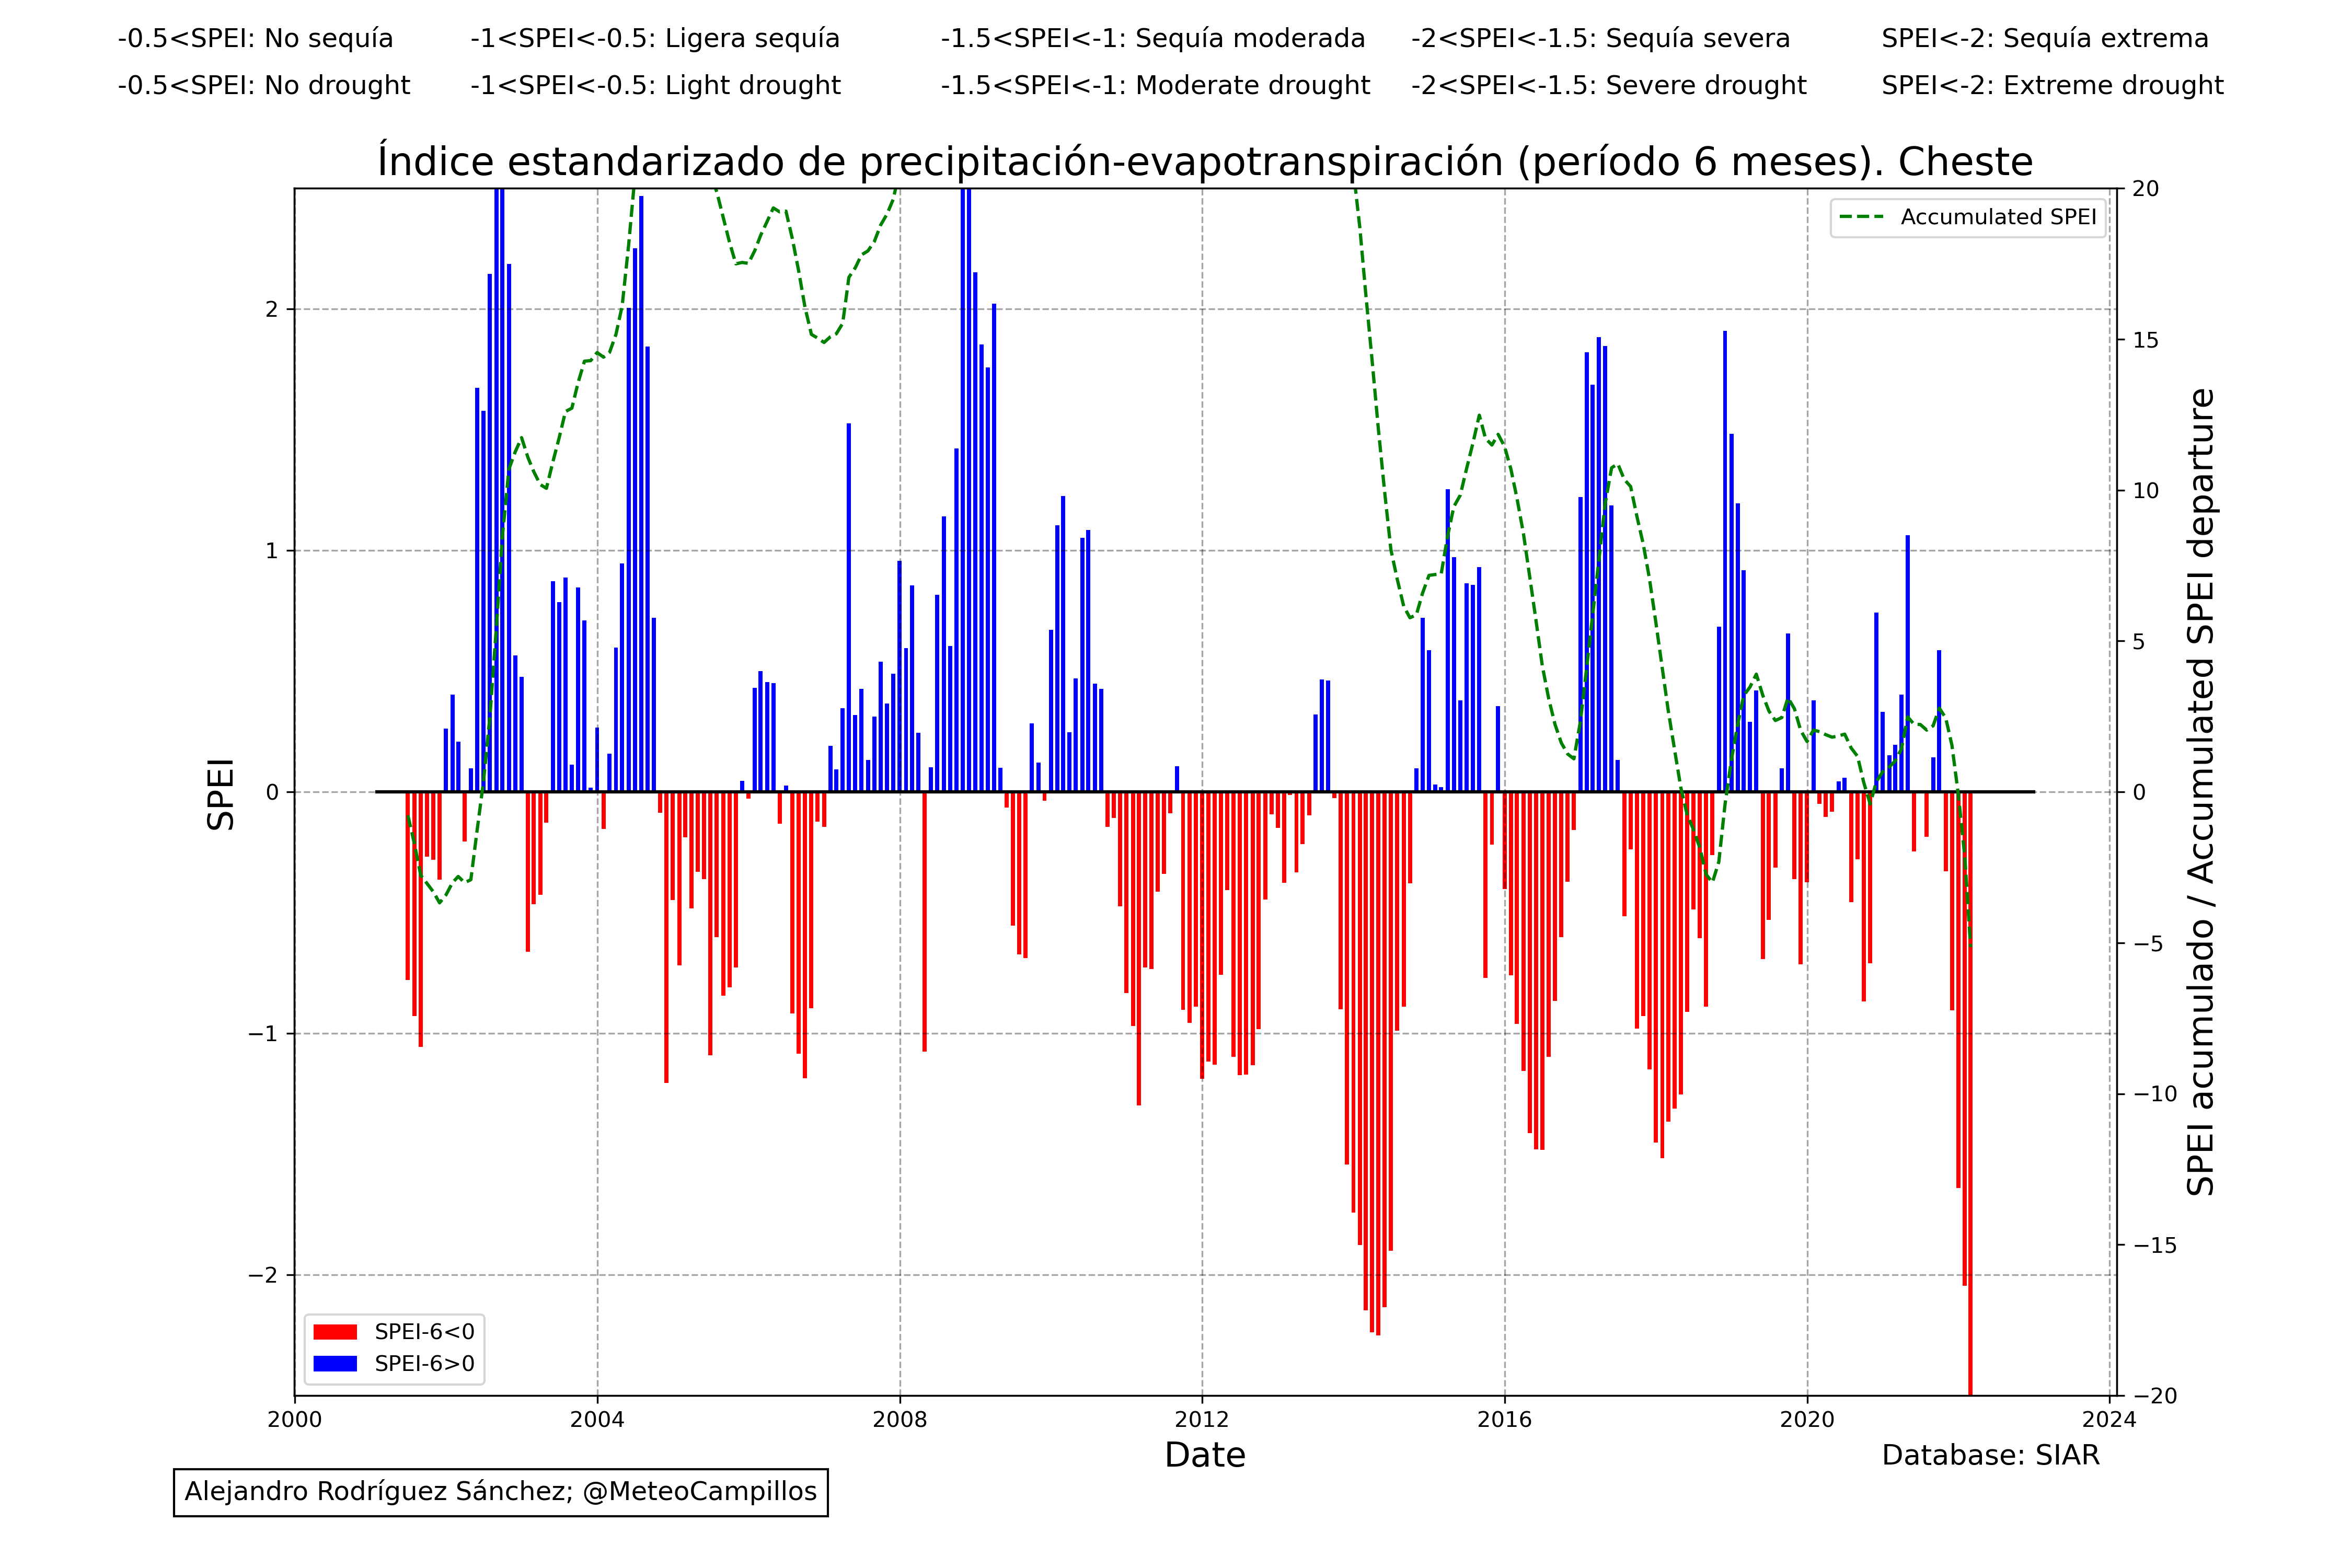 -0.5<SPEI: No sequía -1<SPEI<-0.5: Ligera sequía -1.5<SPEI<-1: Sequía moderada -2<SPEI<-1.5: Sequía severa SPEI<-2: Sequía extrema
-0.5<SPEI: No drought -1<SPEI<-0.5: Light drought -1.5<SPEI<-1: Moderate drought -2<SPEI<-1.5: Severe drought SPEI<-2: Extreme drought
Índice estandarizado de precipitación-evapotranspiración (período 6 meses). Cheste
Accumulated SPEI
SPEI
2
1
0
−1
−2
20
15
10
5
0
−5
−10
−15
−20
SPEI acumulado / Accumulated SPEI departure
SPEI-6<0
SPEI-6>0
2000 2004 2008 2012 2016 2020 2024
Date
Database: SIAR
Alejandro Rodríguez Sánchez; @MeteoCampillos